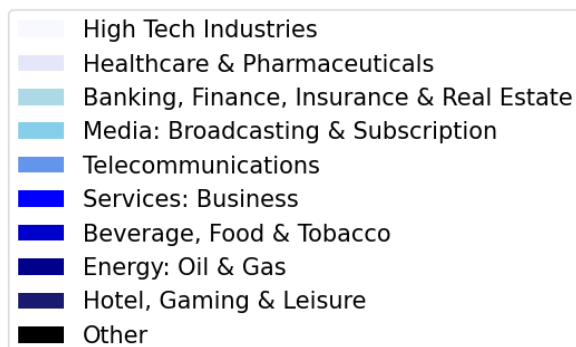 High Tech Industries
Healthcare & Pharmaceuticals
Banking, Finance, Insurance & Real Estate
Media: Broadcasting & Subscription
Telecommunications
Services: Business
Beverage, Food & Tobacco
Energy: Oil & Gas
Hotel, Gaming & Leisure
Other